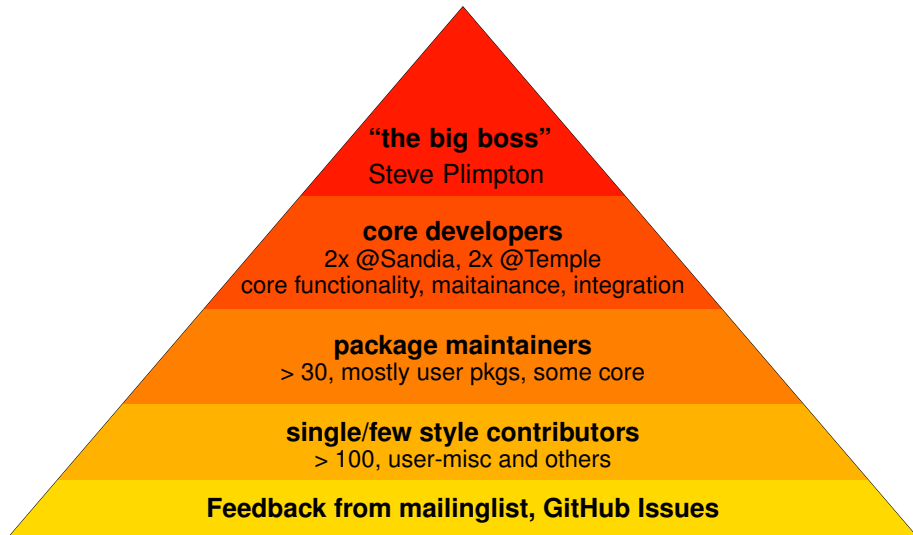 “the big boss”
Steve Plimpton
core developers
2x @Sandia, 2x @Temple
core functionality, maitainance, integration
package maintainers
> 30, mostly user pkgs, some core
single/few style contributors
> 100, user-misc and others
Feedback from mailinglist, GitHub Issues